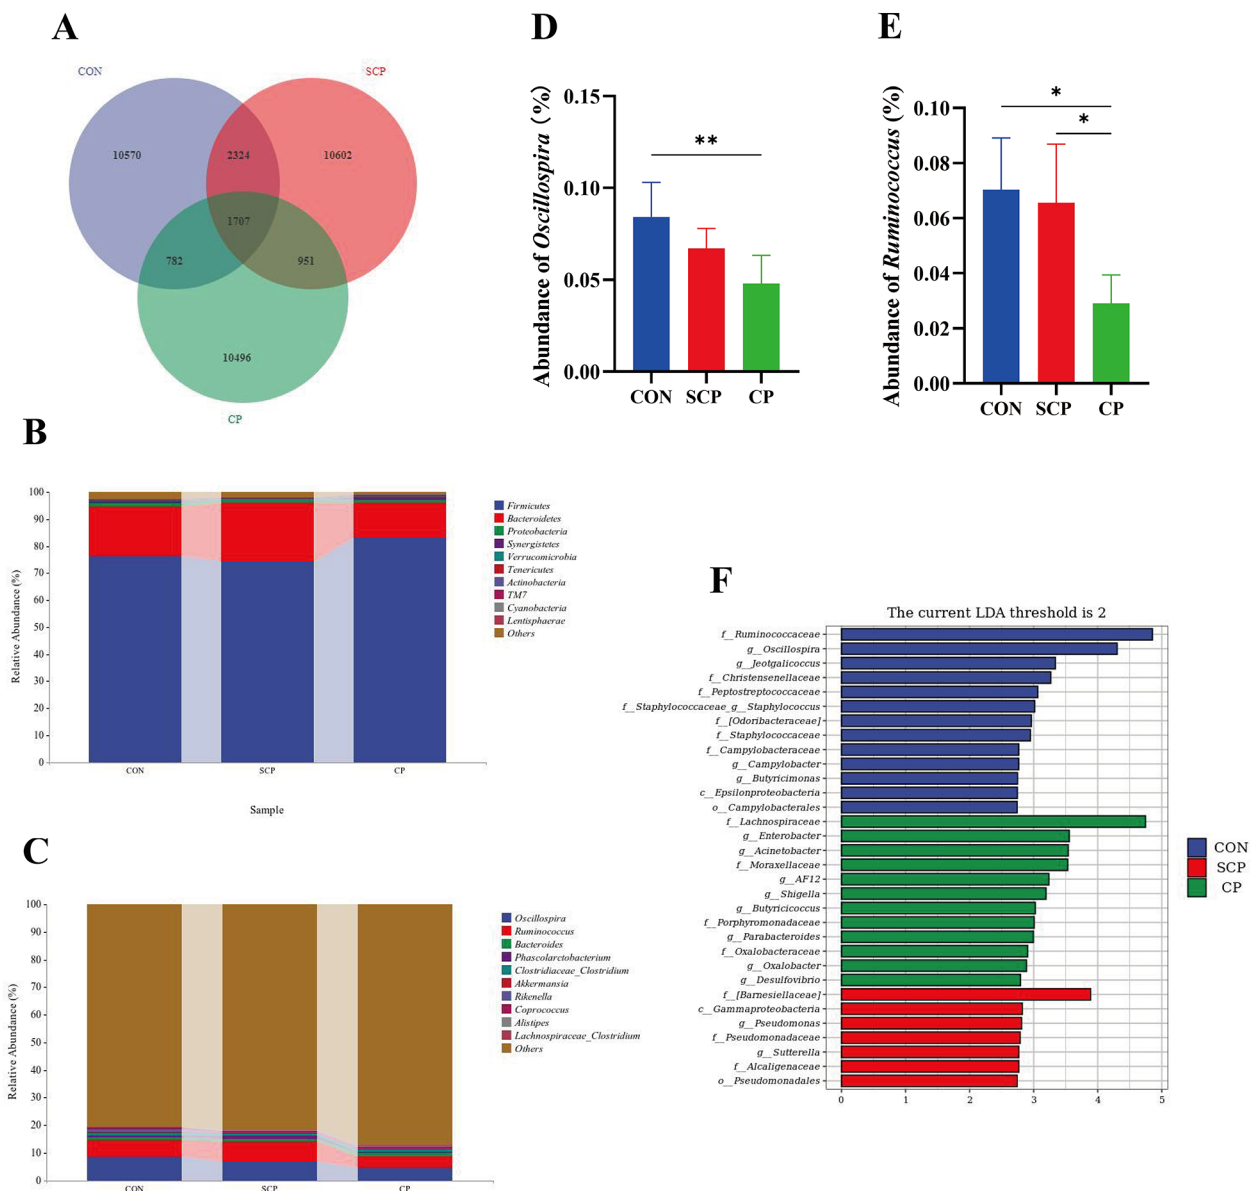 A
CON
SCP
10570
2324
10602
1707
782
951
10496
CP
B
100
90
80
70
60
50
40
30
20
10
0
Relative Abundance (%)
CON
SCP
CP
Sample
Firmicutes
Bacteroidetes
Proteobacteria
Synergistetes
Verrucomicrobia
Tenericutes
Actinobacteria
TM7
Cyanobacteria
Lentisphaerae
Others
C
100
90
80
70
60
50
40
30
20
10
0
Relative Abundance (%)
CON
SCP
CP
Oscillospira
Ruminococcus
Bacteroides
Phascolarctobacterium
Clostridiaceae_Clostridium
Akkermansia
Rikenella
Coprococcus
Alistipes
Lachnospiraceae_Clostridium
Others
D
Abundance of Oscillospira (%)
0.15
0.10
0.05
0.00
**
CON SCP CP
E
Abundance of Ruminococcus (%)
0.10
0.08
0.06
0.04
0.02
0.00
*
*
CON SCP CP
F
The current LDA threshold is 2
f__Ruminococcaceae
g__Oscillospira
g__Jeotgalicoccus
f__Christensenellaceae
f__Peptostreptococcaceae
f__Staphylococcaceae_g__Staphylococcus
f__[Odoribacteraceae]
f__Staphylococcaceae
f__Campylobacteraceae
g__Campylobacter
g__Butyricimonas
c__Epsilonproteobacteria
o__Campylobacterales
f__Lachnospiraceae
g__Enterobacter
g__Acinetobacter
f__Moraxellaceae
g__AF12
g__Shigella
g__Butyricicoccus
f__Porphyromonadaceae
g__Parabacteroides
f__Oxalobacteraceae
g__Oxalobacter
g__Desulfovibrio
f__[Barnesiellaceae]
c__Gammaproteobacteria
g__Pseudomonas
f__Pseudomonadaceae
g__Sutterella
f__Alcaligenaceae
o__Pseudomonadales
0 1 2 3 4 5
CON
SCP
CP